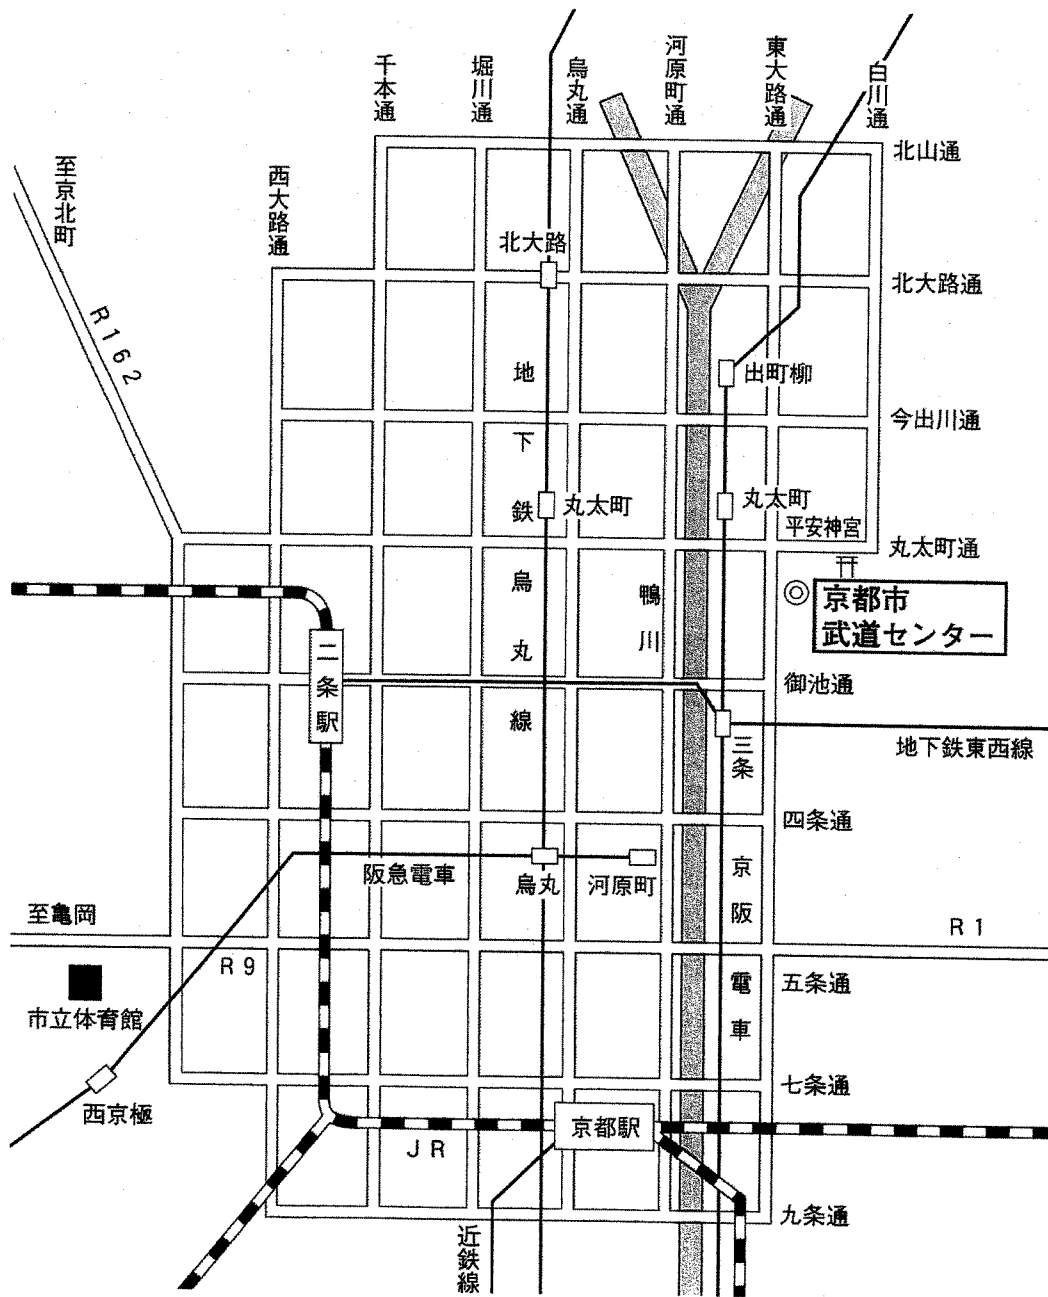 千本通
堀川通
烏丸通
河原町通
東大路通
白川通
北山通
至京北町
西大路通
北大路
北大路通
R162
出町柳
今出川通
地下鉄烏丸線
丸太町
丸太町
平安神宮
丸太町通
鴨川
京都市
武道センター
二条駅
御池通
三条
地下鉄東西線
四条通
阪急電車
烏丸
河原町
京阪電車
至亀岡
R1
R9
五条通
市立体育館
七条通
西京極
京都駅
JR
九条通
近鉄線